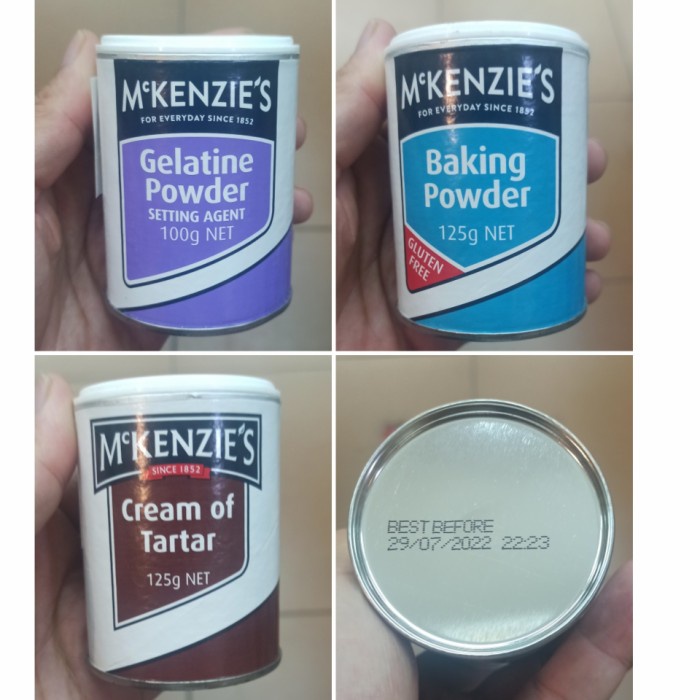 McKENZIE'S
FOR EVERYDAY SINCE 1852
Gelatine
Powder
SETTING AGENT
100g NET
McKENZIE'S
FOR EVERYDAY SINCE 1852
Baking
Powder
125g NET
GLUTEN
FREE
McKENZIE'S
SINCE 1852
Cream of
Tartar
125g NET
BEST BEFORE
29/07/2022 22:23